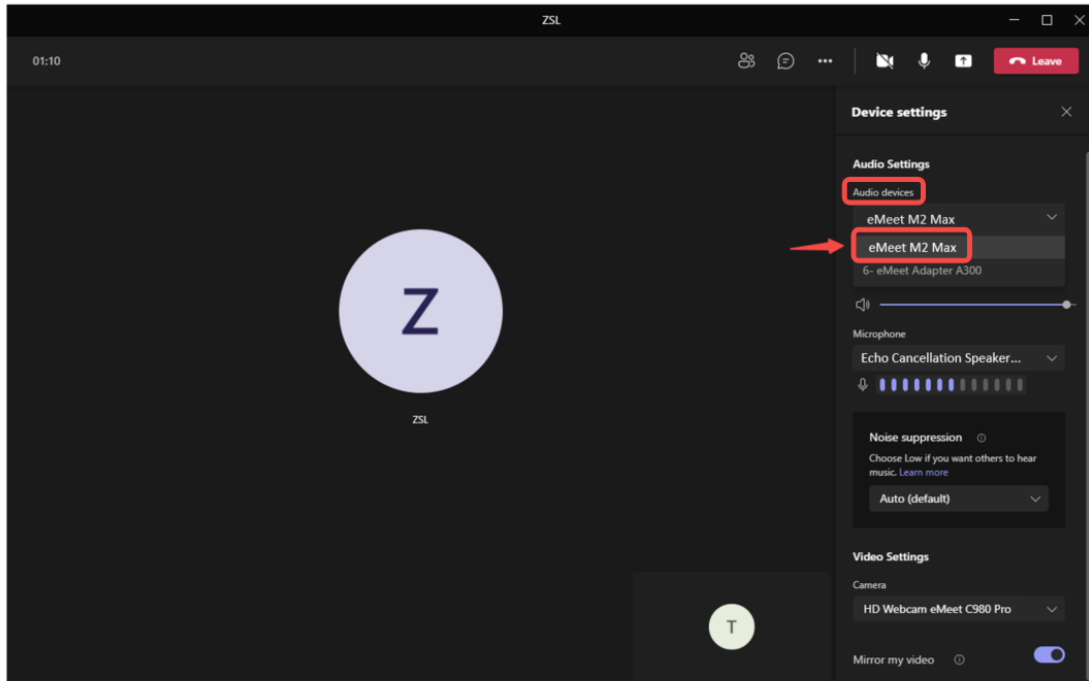 ZSL
01:10
Leave
Device settings
Audio Settings
Audio devices
eMeet M2 Max
eMeet M2 Max
6- eMeet Adapter A300
Microphone
Echo Cancellation Speaker...
Noise suppression
Choose Low if you want others to hear
music. Learn more
Auto (default)
Video Settings
Camera
HD Webcam eMeet C980 Pro
Mirror my video
Z
ZSL
T